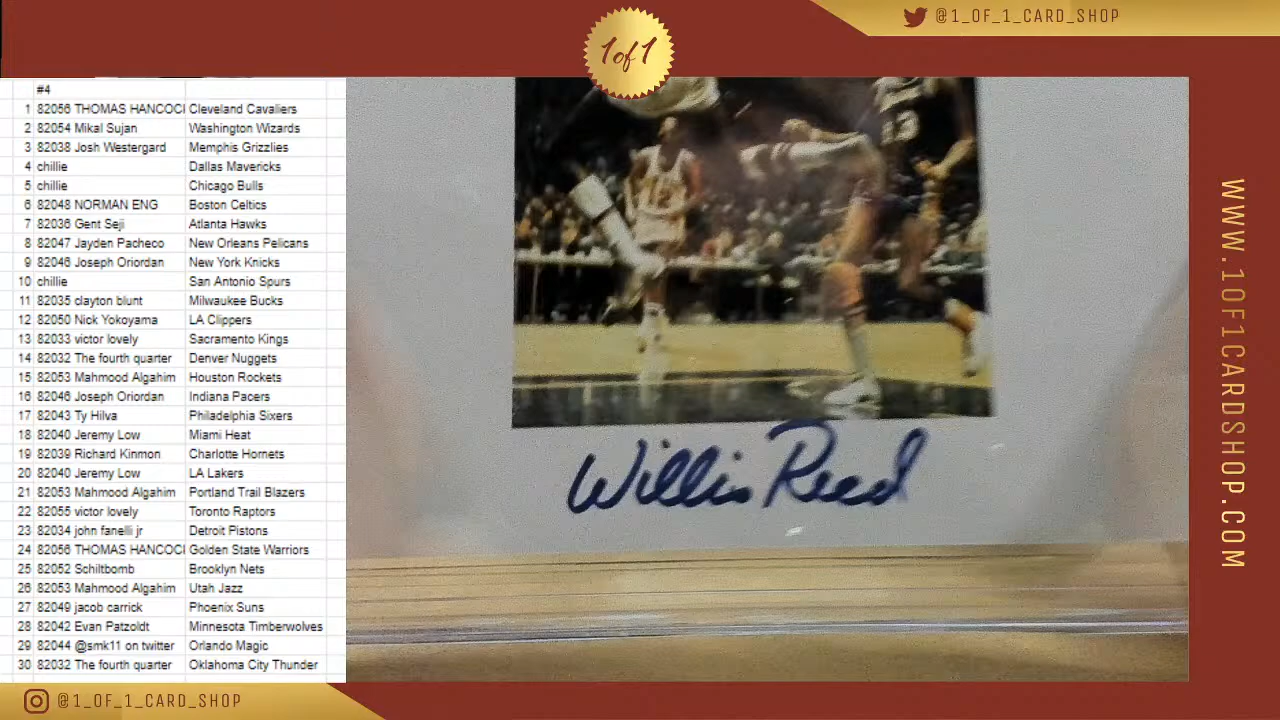 @1_OF_1_CARD_SHOP
1of1
#4
1 82056 THOMAS HANCOC Cleveland Cavaliers
2 82054 Mikal Sujan Washington Wizards
3 82038 Josh Westergard Memphis Grizzlies
4 chillie Dallas Mavericks
5 chillie Chicago Bulls
6 82048 NORMAN ENG Boston Celtics
7 82036 Gent Seji Atlanta Hawks
8 82047 Jayden Pacheco New Orleans Pelicans
9 82046 Joseph Oriordan New York Knicks
10 chillie San Antonio Spurs
11 82035 clayton blunt Milwaukee Bucks
12 82050 Nick Yokoyama LA Clippers
13 82033 victor lovely Sacramento Kings
14 82032 The fourth quarter Denver Nuggets
15 82053 Mahmood Algahim Houston Rockets
16 82046 Joseph Oriordan Indiana Pacers
17 82043 Ty Hilva Philadelphia Sixers
18 82040 Jeremy Low Miami Heat
19 82039 Richard Kinmon Charlotte Hornets
20 82040 Jeremy Low LA Lakers
21 82053 Mahmood Algahim Portland Trail Blazers
22 82055 victor lovely Toronto Raptors
23 82034 john fanelli jr Detroit Pistons
24 82056 THOMAS HANCOC Golden State Warriors
25 82052 Schiltbomb Brooklyn Nets
26 82053 Mahmood Algahim Utah Jazz
27 82049 jacob carrick Phoenix Suns
28 82042 Evan Patzoldt Minnesota Timberwolves
29 82044 @smk11 on twitter Orlando Magic
30 82032 The fourth quarter Oklahoma City Thunder
12
Willis Reed
WWW.1OF1CARDSHOP.COM
@1_OF_1_CARD_SHOP